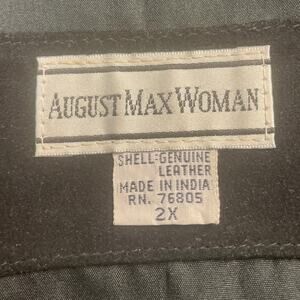 AUGUST MAX WOMAN
SHELL:GENUINE
LEATHER
MADE IN INDIA
RN. 76805
2X